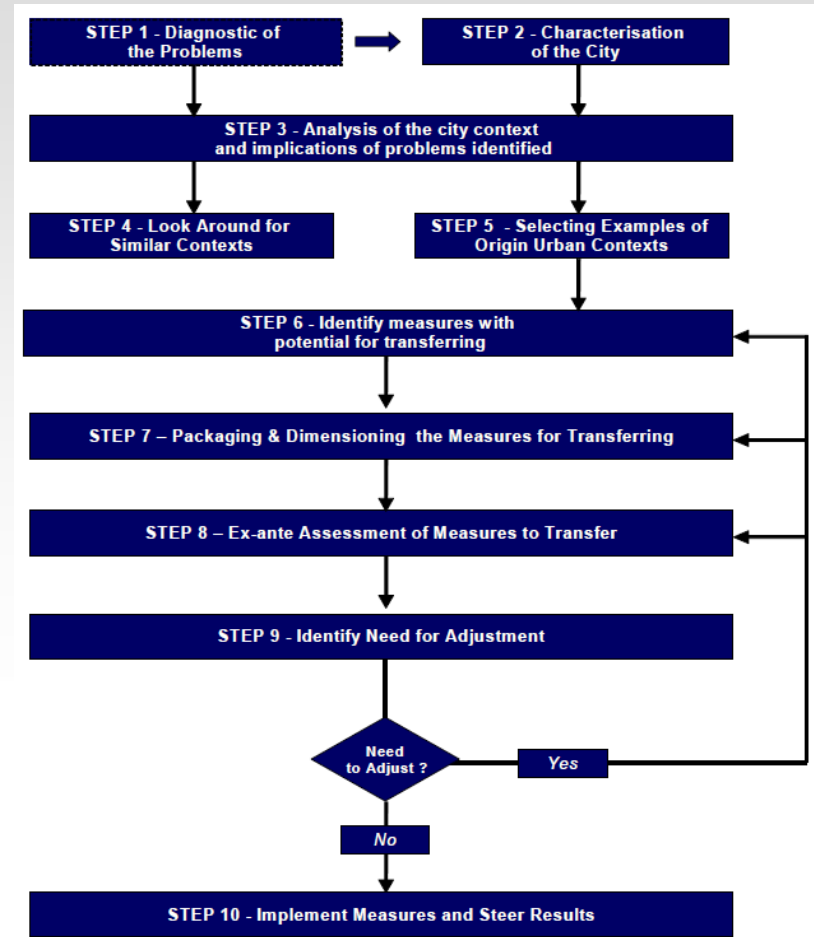 STEP 1 - Diagnostic of
the Problems
STEP 2 - Characterisation
of the City
STEP 3 - Analysis of the city context
and implications of problems identified
STEP 4 - Look Around for
Similar Contexts
STEP 5 - Selecting Examples of
Origin Urban Contexts
STEP 6 - Identify measures with
potential for transferring
STEP 7 – Packaging & Dimensioning the Measures for Transferring
STEP 8 – Ex-ante Assessment of Measures to Transfer
STEP 9 - Identify Need for Adjustment
Need
to Adjust ?
Yes
No
STEP 10 - Implement Measures and Steer Results